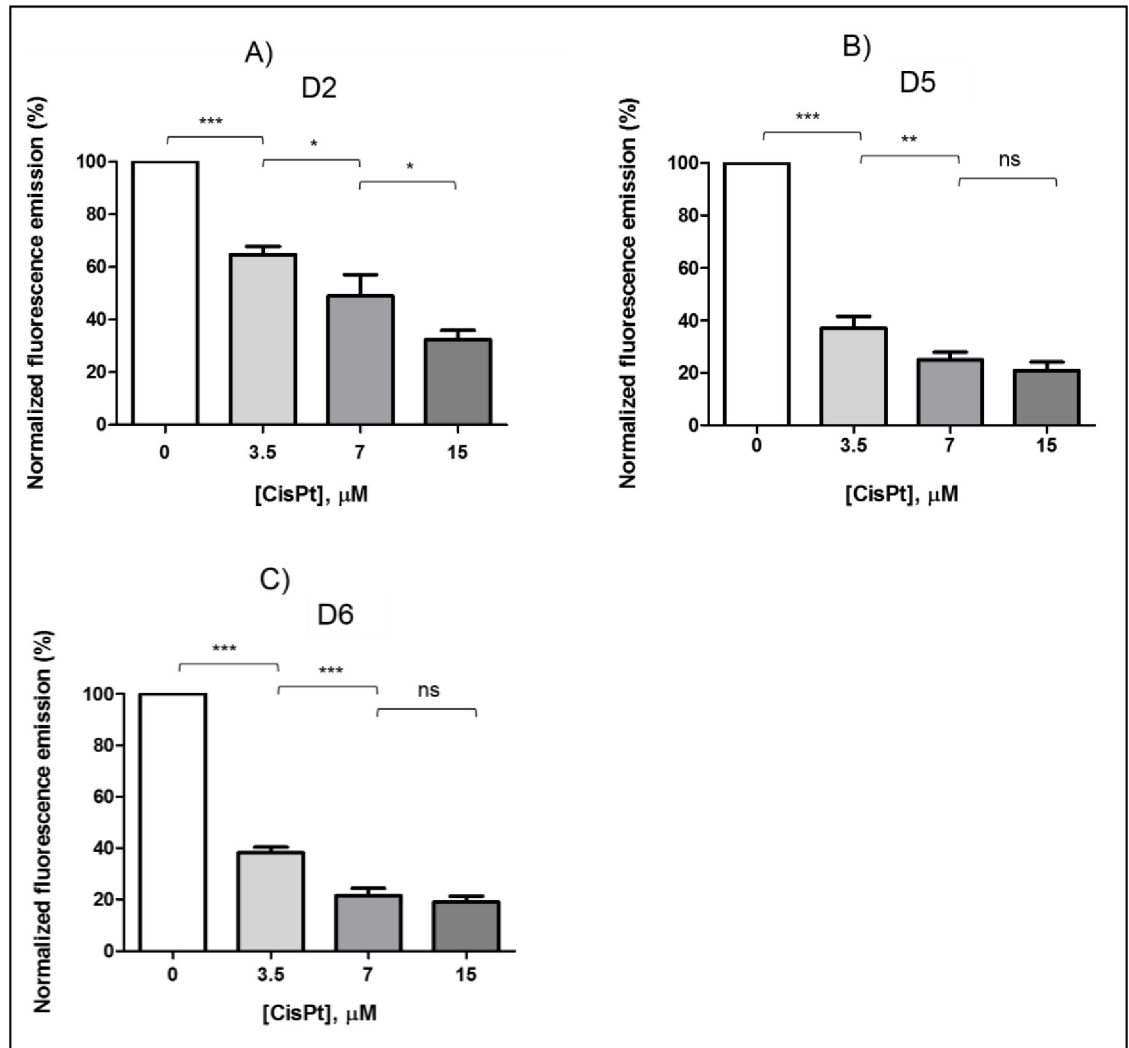 A)
D2
Normalized fluorescence emission (%)
***
*
*
100
80
60
40
20
0
0 3.5 7 15
[CisPt], μM
B)
D5
Normalized fluorescence emission (%)
***
**
ns
100
80
60
40
20
0
0 3.5 7 15
[CisPt], μM
C)
D6
Normalized fluorescence emission (%)
***
***
ns
100
80
60
40
20
0
0 3.5 7 15
[CisPt], μM